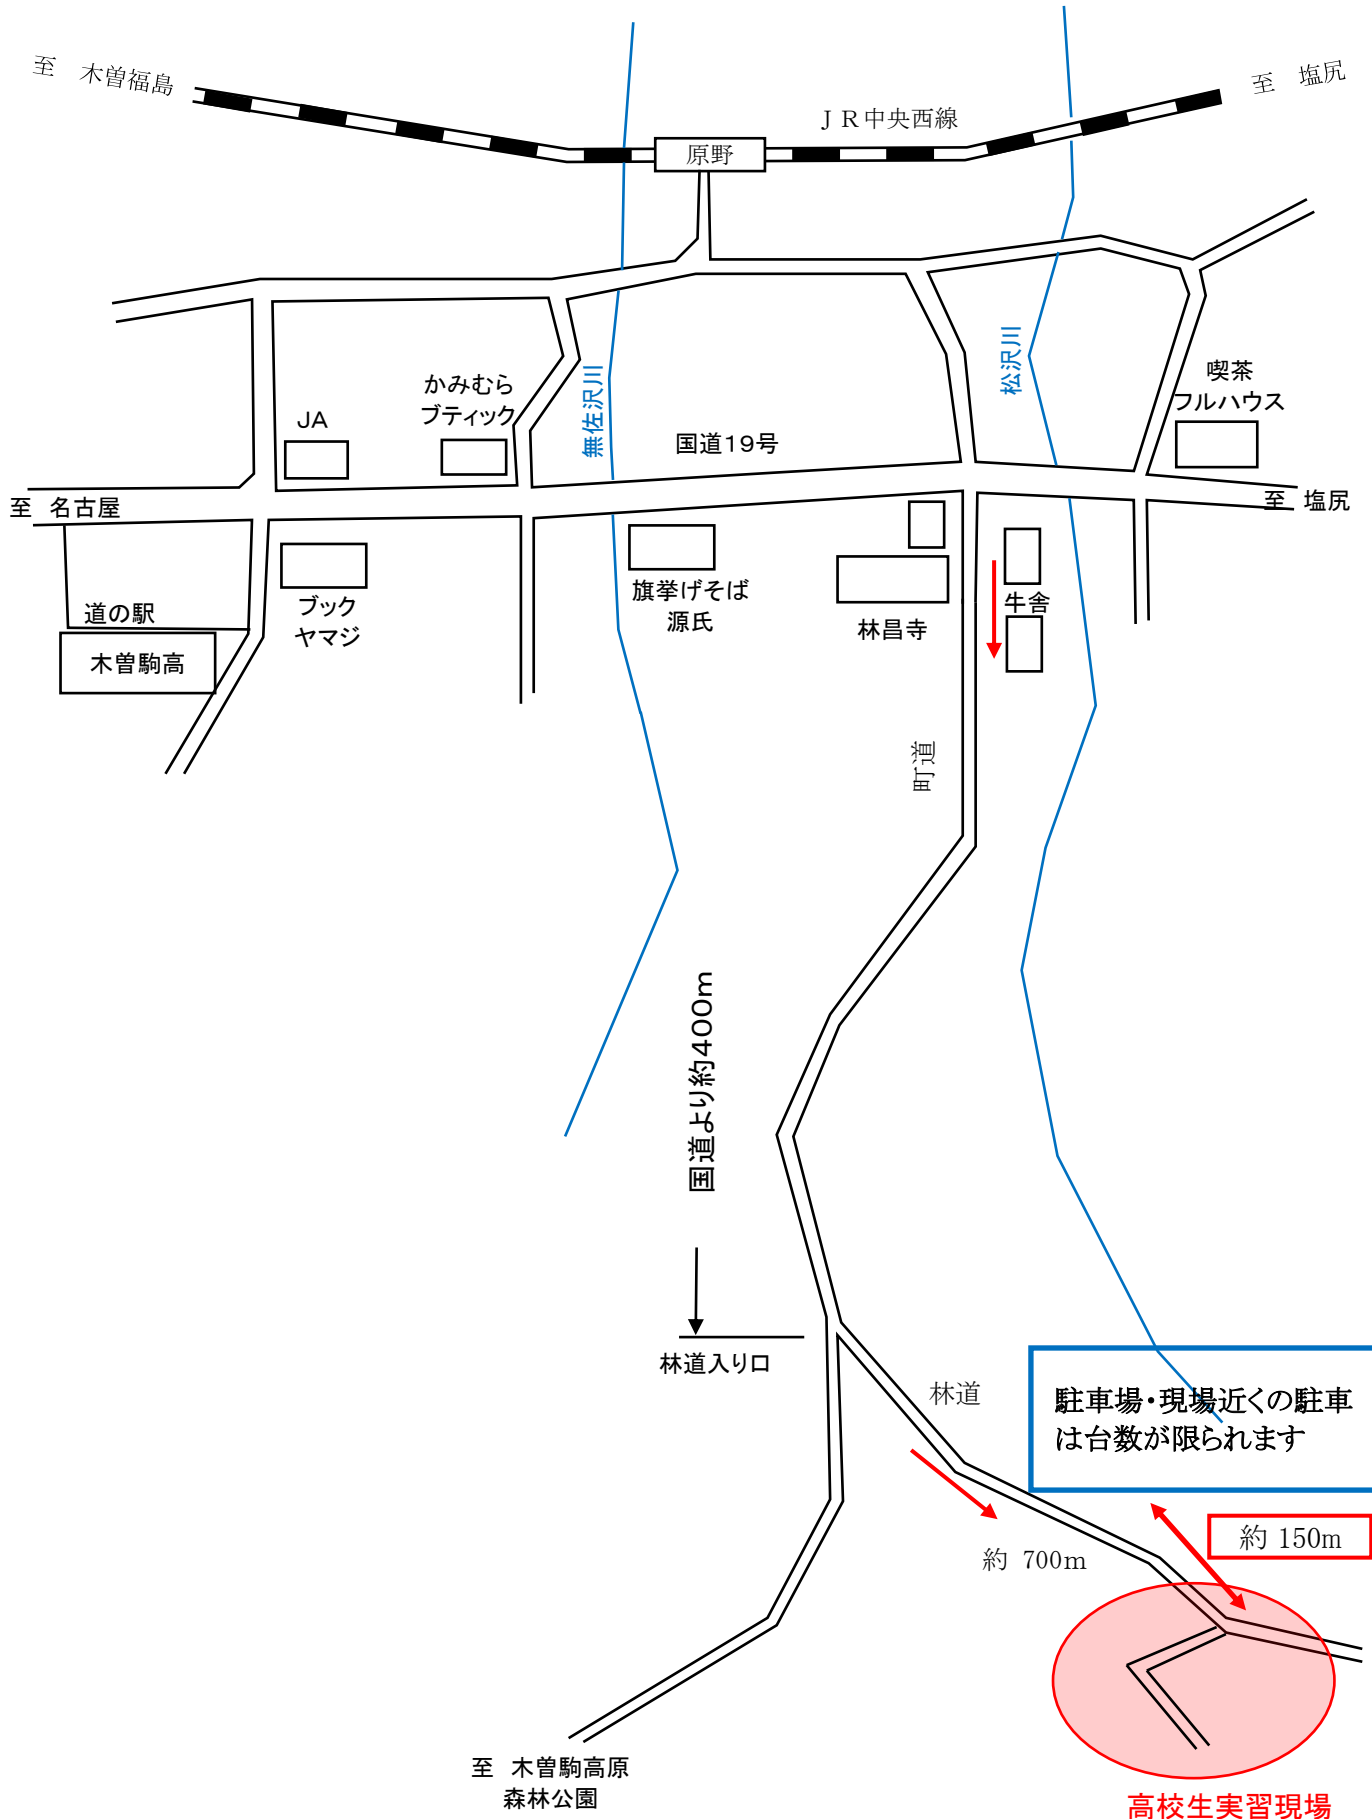 至　木曽福島
至　塩尻
ＪＲ中央西線
原野
松沢川
無佐沢川
喫茶
フルハウス
かみむら
ブティック
JA
国道19号
至　名古屋
至　塩尻
道の駅
木曽駒高
ブック
ヤマジ
旗挙げそば
源氏
林昌寺
牛舎
町道
国道より約400m
林道入り口
林道
駐車場・現場近くの駐車
は台数が限られます
約 150m
約 700m
至　木曽駒高原
森林公園
高校生実習現場